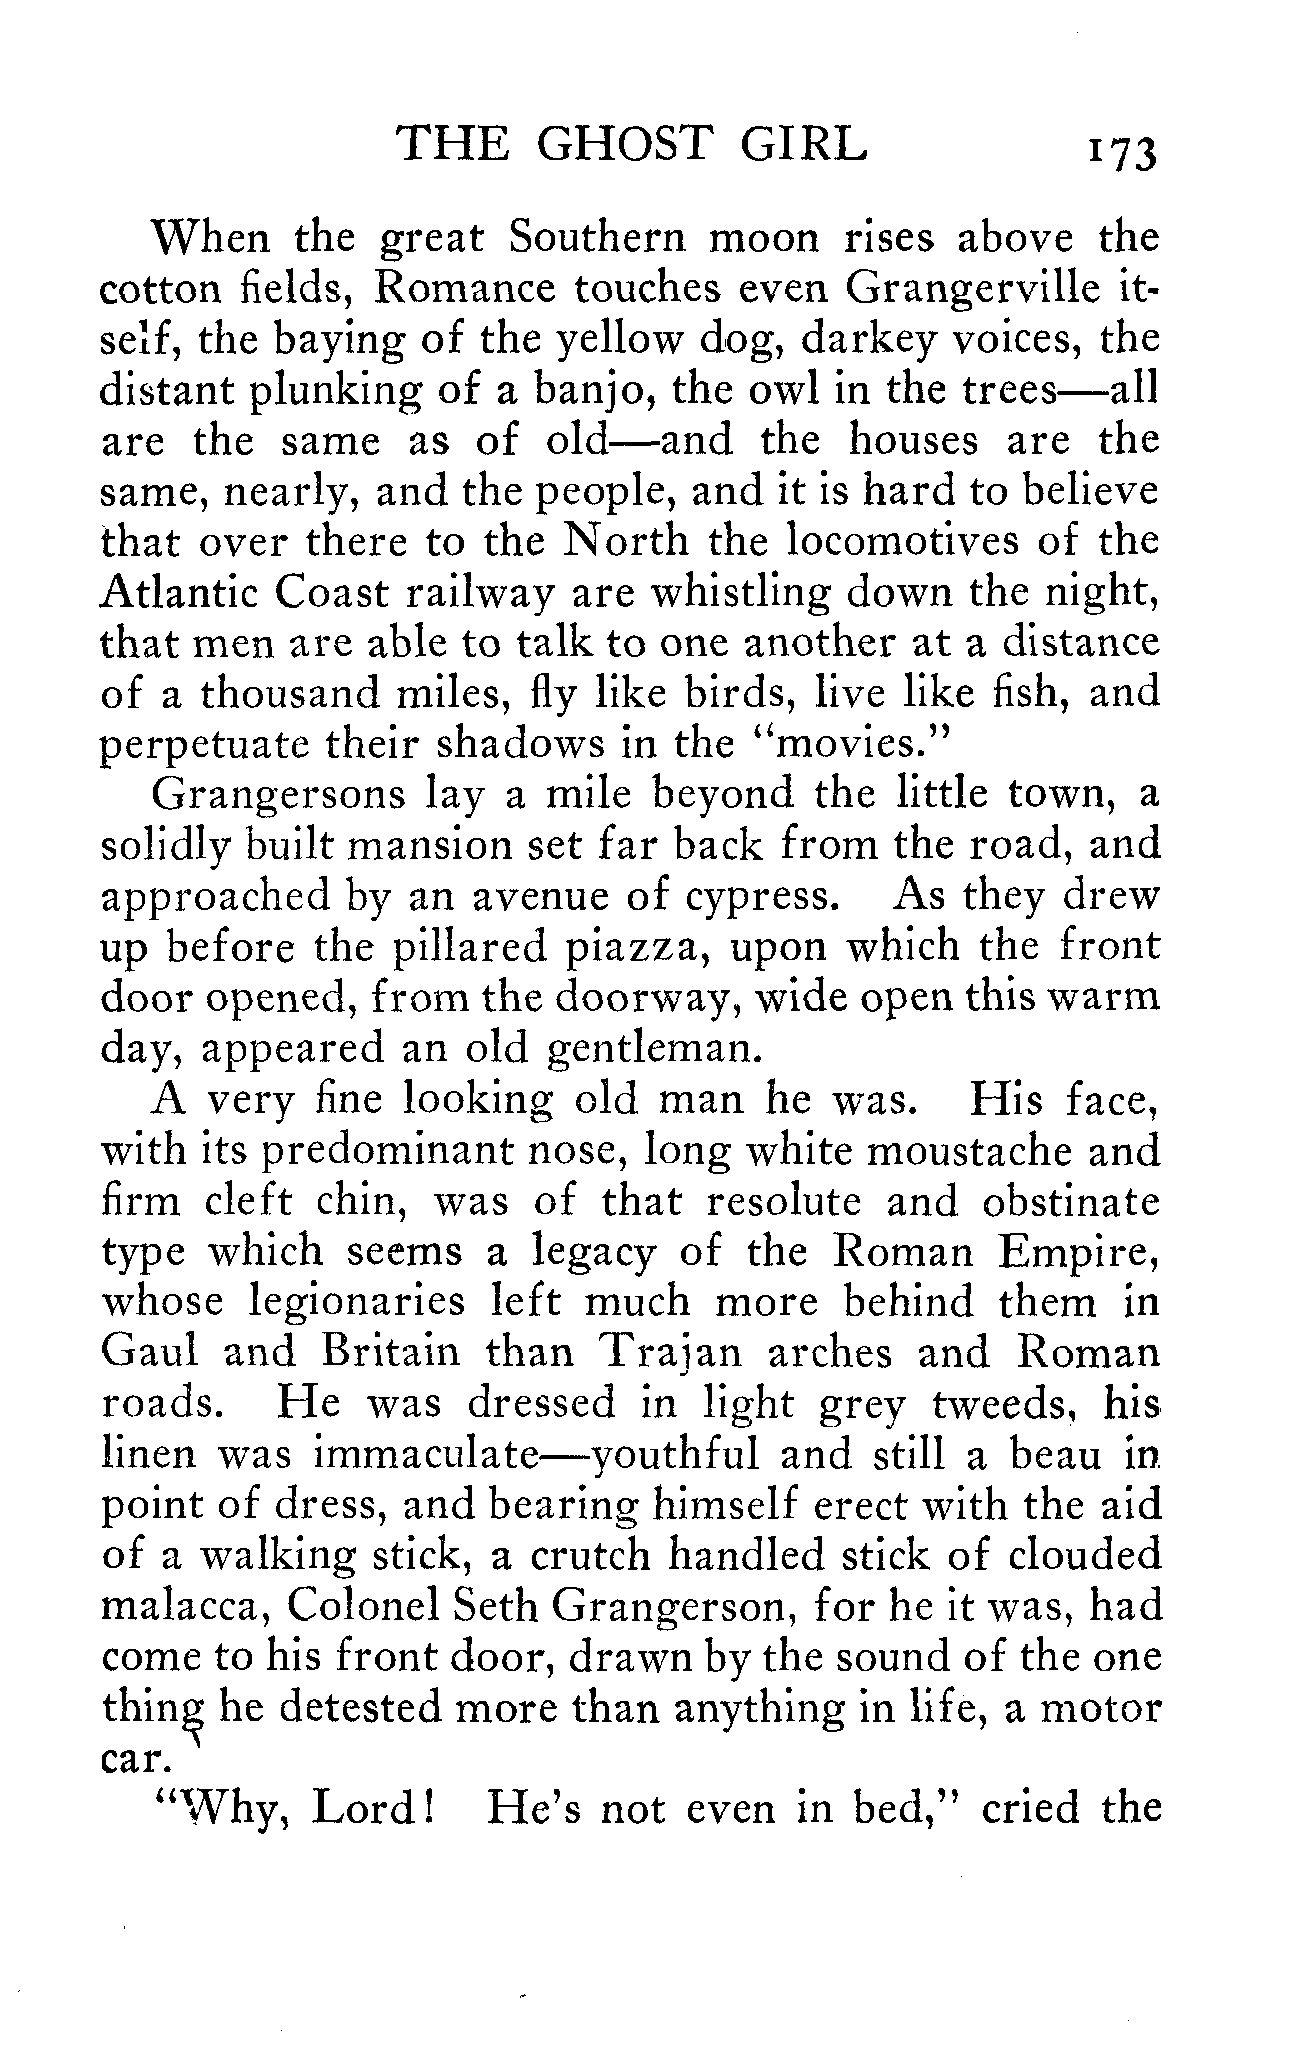 THE GHOST GIRL 173
When the great Southern moon rises above the
cotton fields, Romance touches even Grangerville it-
self, the baying of the yellow dog, darkey voices, the
distant plunking of a banjo, the owl in the trees—all
are the same as of old—and the houses are the
same, nearly, and the people, and it is hard to believe
that over there to the North the locomotives of the
Atlantic Coast railway are whistling down the night,
that men are able to talk to one another at a distance
of a thousand miles, fly like birds, live like fish, and
perpetuate their shadows in the "movies."
Grangersons lay a mile beyond the little town, a
solidly built mansion set far back from the road, and
approached by an avenue of cypress. As they drew
up before the pillared piazza, upon which the front
door opened, from the doorway, wide open this warm
day, appeared an old gentleman.
A very fine looking old man he was. His face,
with its predominant nose, long white moustache and
firm cleft chin, was of that resolute and obstinate
type which seems a legacy of the Roman Empire,
whose legionaries left much more behind them in
Gaul and Britain than Trajan arches and Roman
roads. He was dressed in light grey tweeds, his
linen was immaculate—youthful and still a beau in
point of dress, and bearing himself erect with the aid
of a walking stick, a crutch handled stick of clouded
malacca, Colonel Seth Grangerson, for he it was, had
come to his front door, drawn by the sound of the one
thing he detested more than anything in life, a motor
car.
"Why, Lord! He's not even in bed," cried the